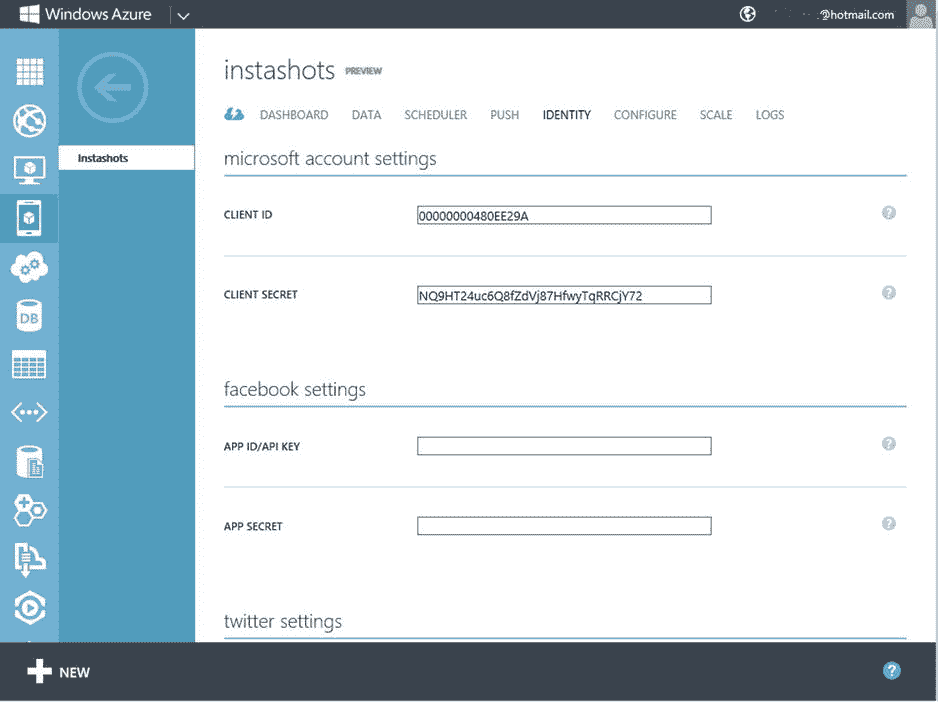 Windows Azure
@hotmail.com
instashots PREVIEW
DASHBOARD DATA SCHEDULER PUSH IDENTITY CONFIGURE SCALE LOGS
Instashots
microsoft account settings
CLIENT ID 00000000480EE29A ?
CLIENT SECRET NQ9HT24uc6Q8fZdVj87HfwyTqRRCjY72 ?
facebook settings
APP ID/API KEY ?
DB
APP SECRET ?
twitter settings
NEW ?